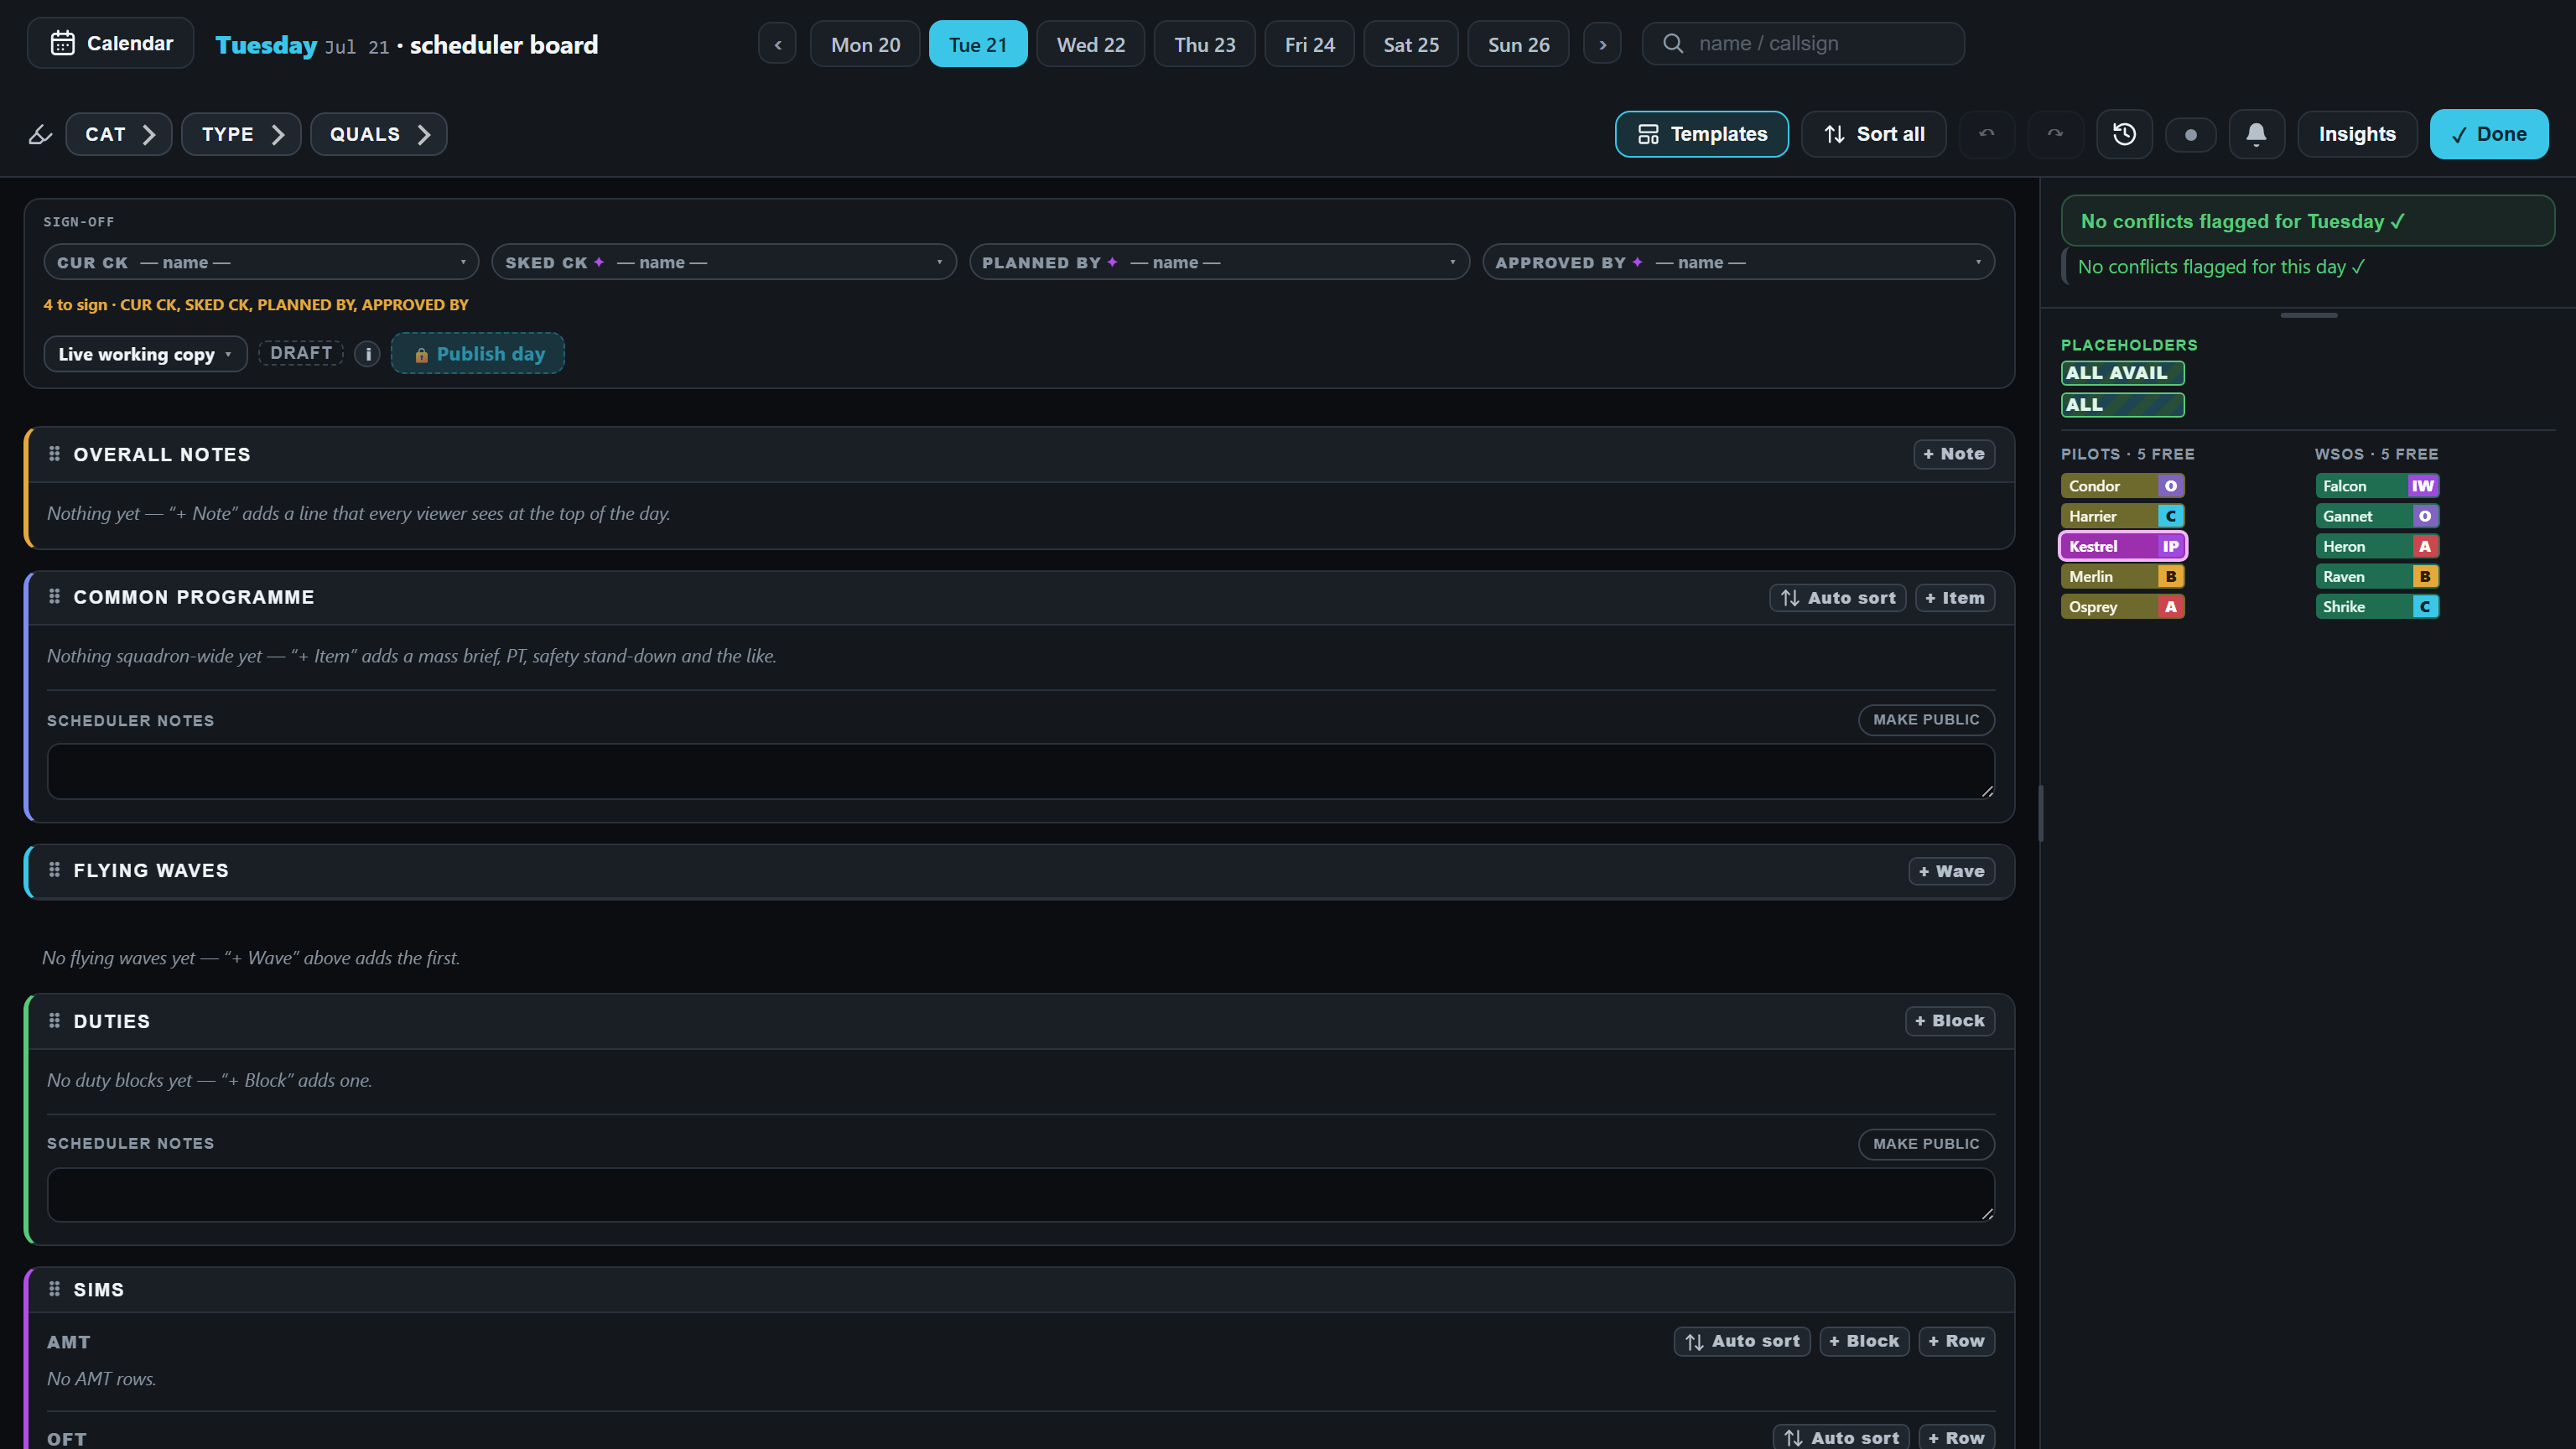 Calendar
Tuesday Jul 21 · scheduler board
‹ Mon 20 Tue 21 Wed 22 Thu 23 Fri 24 Sat 25 Sun 26 ›
name / callsign
CAT
TYPE
QUALS
Templates
Sort all
Insights
✓ Done
SIGN-OFF
CUR CK — name —
SKED CK ✦ — name —
PLANNED BY ✦ — name —
APPROVED BY ✦ — name —
4 to sign · CUR CK, SKED CK, PLANNED BY, APPROVED BY
Live working copy
DRAFT
i
Publish day
OVERALL NOTES
+ Note
Nothing yet — “+ Note” adds a line that every viewer sees at the top of the day.
COMMON PROGRAMME
Auto sort
+ Item
Nothing squadron-wide yet — “+ Item” adds a mass brief, PT, safety stand-down and the like.
SCHEDULER NOTES
MAKE PUBLIC
FLYING WAVES
+ Wave
No flying waves yet — “+ Wave” above adds the first.
DUTIES
+ Block
No duty blocks yet — “+ Block” adds one.
SCHEDULER NOTES
MAKE PUBLIC
SIMS
AMT
Auto sort
+ Block
+ Row
No AMT rows.
OFT
Auto sort
+ Row
No conflicts flagged for Tuesday ✓
No conflicts flagged for this day ✓
PLACEHOLDERS
ALL AVAIL
ALL
PILOTS · 5 FREE
Condor O
Harrier C
Kestrel IP
Merlin B
Osprey A
WSOS · 5 FREE
Falcon IW
Gannet O
Heron A
Raven B
Shrike C